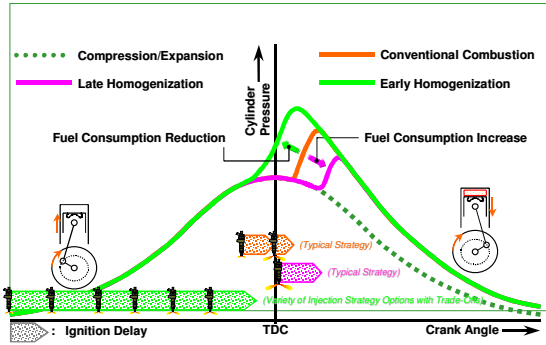 Compression/Expansion
Conventional Combustion
Late Homogenization
Early Homogenization
Cylinder
Pressure
Fuel Consumption Reduction
Fuel Consumption Increase
(Typical Strategy)
(Typical Strategy)
(Variety of Injection Strategy Options with Trade-Offs)
: Ignition Delay
TDC
Crank Angle